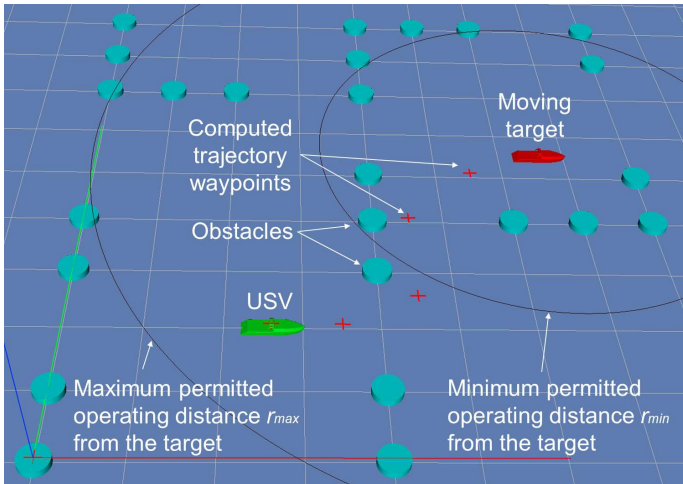 Moving
target
Computed
trajectory
waypoints
Obstacles
USV
Maximum permitted
operating distance rmax
from the target
Minimum permitted
operating distance rmin
from the target